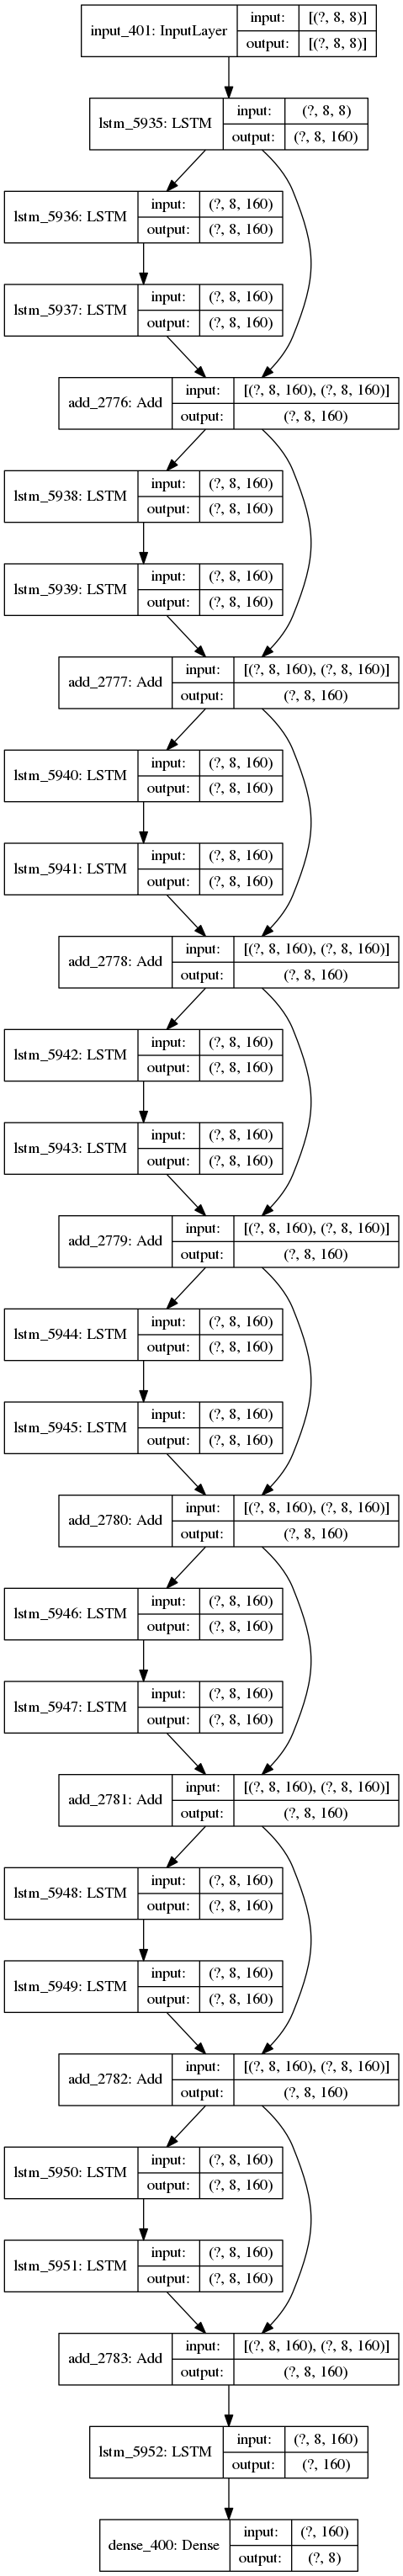 input_401: InputLayer
input: [(?, 8, 8)]
output: [(?, 8, 8)]
lstm_5935: LSTM
input: (?, 8, 8)
output: (?, 8, 160)
lstm_5936: LSTM
input: (?, 8, 160)
output: (?, 8, 160)
lstm_5937: LSTM
input: (?, 8, 160)
output: (?, 8, 160)
add_2776: Add
input: [(?, 8, 160), (?, 8, 160)]
output: (?, 8, 160)
lstm_5938: LSTM
input: (?, 8, 160)
output: (?, 8, 160)
lstm_5939: LSTM
input: (?, 8, 160)
output: (?, 8, 160)
add_2777: Add
input: [(?, 8, 160), (?, 8, 160)]
output: (?, 8, 160)
lstm_5940: LSTM
input: (?, 8, 160)
output: (?, 8, 160)
lstm_5941: LSTM
input: (?, 8, 160)
output: (?, 8, 160)
add_2778: Add
input: [(?, 8, 160), (?, 8, 160)]
output: (?, 8, 160)
lstm_5942: LSTM
input: (?, 8, 160)
output: (?, 8, 160)
lstm_5943: LSTM
input: (?, 8, 160)
output: (?, 8, 160)
add_2779: Add
input: [(?, 8, 160), (?, 8, 160)]
output: (?, 8, 160)
lstm_5944: LSTM
input: (?, 8, 160)
output: (?, 8, 160)
lstm_5945: LSTM
input: (?, 8, 160)
output: (?, 8, 160)
add_2780: Add
input: [(?, 8, 160), (?, 8, 160)]
output: (?, 8, 160)
lstm_5946: LSTM
input: (?, 8, 160)
output: (?, 8, 160)
lstm_5947: LSTM
input: (?, 8, 160)
output: (?, 8, 160)
add_2781: Add
input: [(?, 8, 160), (?, 8, 160)]
output: (?, 8, 160)
lstm_5948: LSTM
input: (?, 8, 160)
output: (?, 8, 160)
lstm_5949: LSTM
input: (?, 8, 160)
output: (?, 8, 160)
add_2782: Add
input: [(?, 8, 160), (?, 8, 160)]
output: (?, 8, 160)
lstm_5950: LSTM
input: (?, 8, 160)
output: (?, 8, 160)
lstm_5951: LSTM
input: (?, 8, 160)
output: (?, 8, 160)
add_2783: Add
input: [(?, 8, 160), (?, 8, 160)]
output: (?, 8, 160)
lstm_5952: LSTM
input: (?, 8, 160)
output: (?, 160)
dense_400: Dense
input: (?, 160)
output: (?, 8)